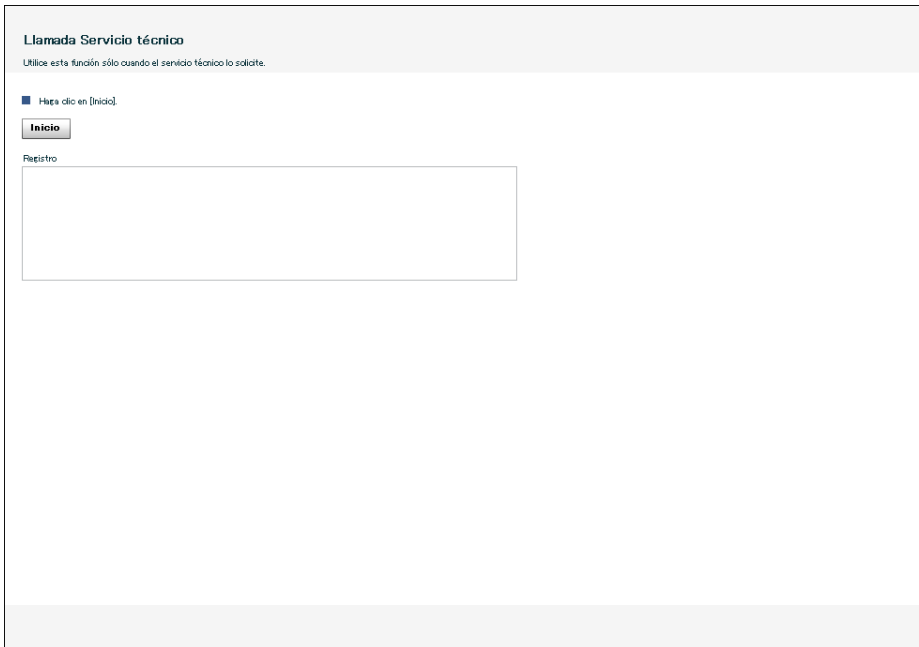 Llamada Servicio técnico
Utilice esta función sólo cuando el servicio técnico lo solicite.
Haga clic en [Inicio].
Inicio
Registro